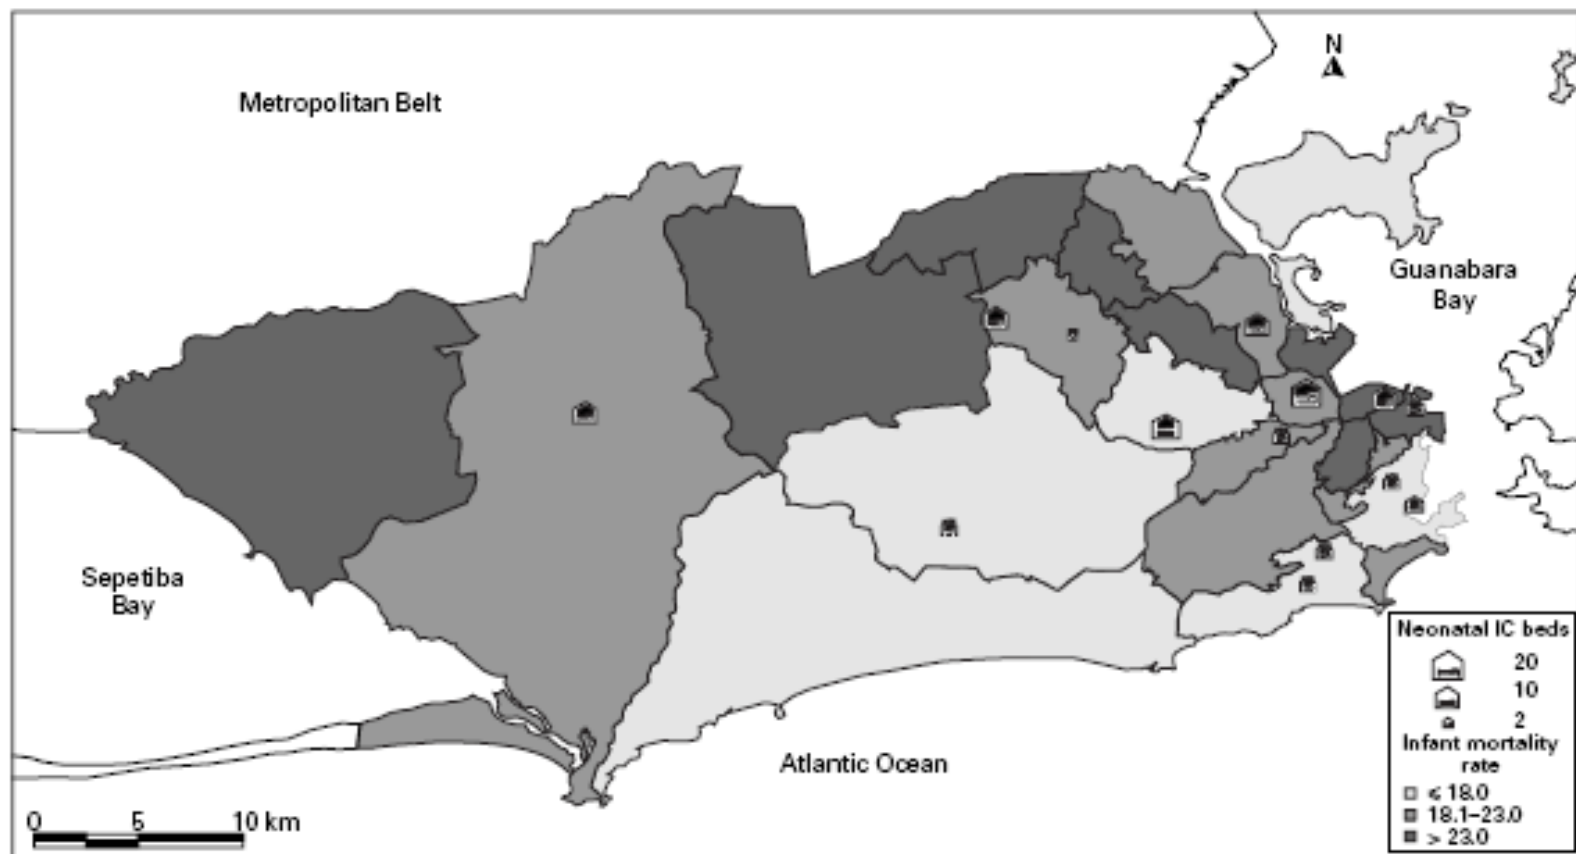 N
Metropolitan Belt
Guanabara
Bay
Sepetiba
Bay
Atlantic Ocean
0 5 10 km
Neonatal IC beds
20
10
2
Infant mortality
rate
≤ 18.0
18.1–23.0
> 23.0